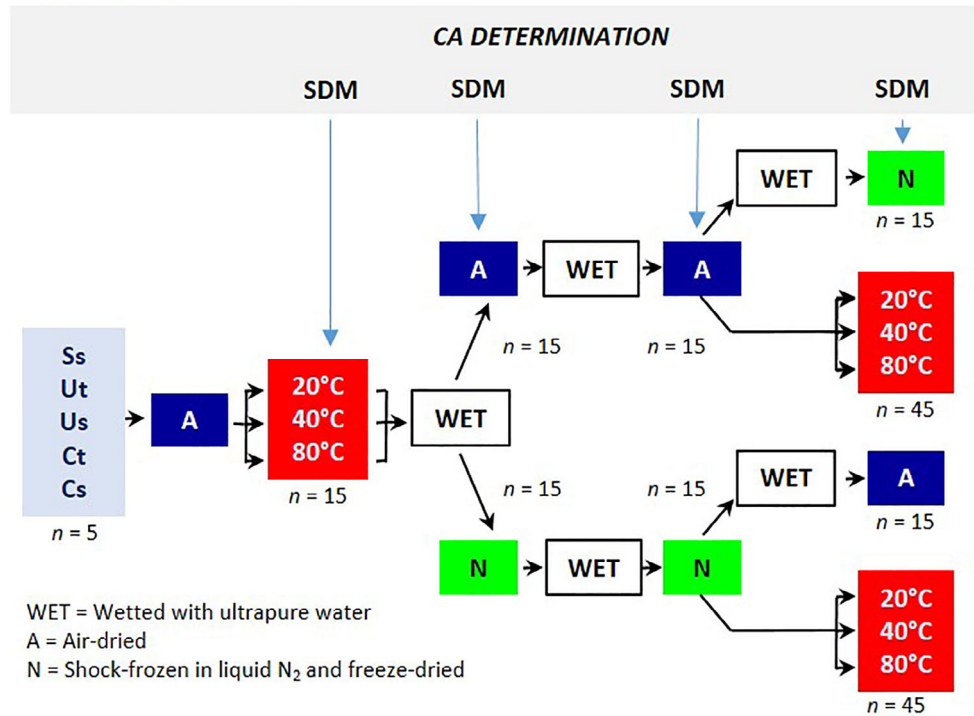 CA DETERMINATION
SDM SDM SDM SDM
WET N
n = 15
A WET A
20°C
40°C
80°C
n = 15 n = 15
n = 45
Ss
Ut
Us
Ct
Cs
n = 5
A
20°C
40°C
80°C
n = 15
WET
n = 15 n = 15
WET A
n = 15
N WET N
20°C
40°C
80°C
n = 45
WET = Wetted with ultrapure water
A = Air-dried
N = Shock-frozen in liquid N₂ and freeze-dried